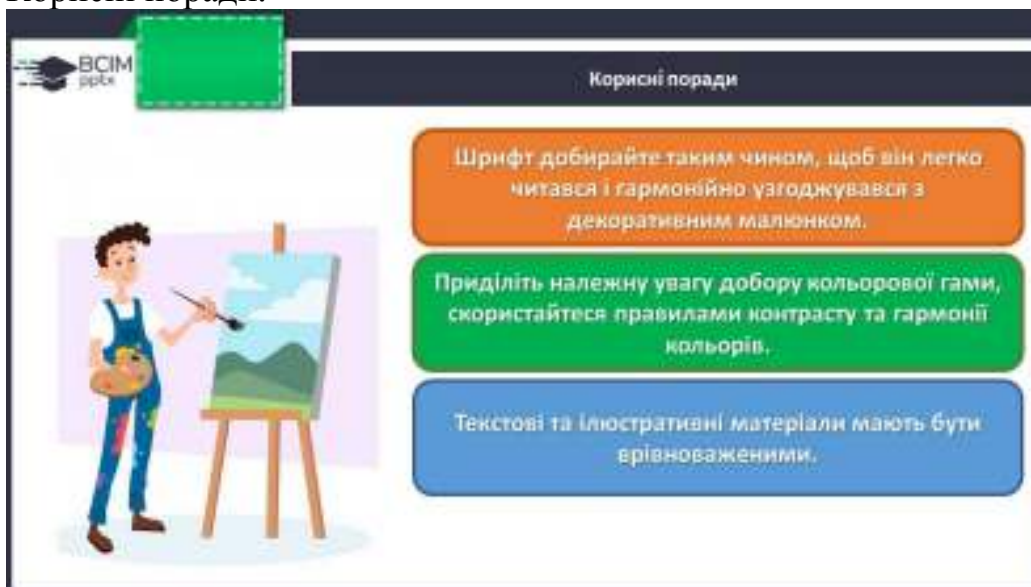 Корисні поради.
ВСІМ
pptx
Корисні поради
Шрифт добирайте таким чином, щоб він легко
читався і гармонійно узгоджувався з
декоративним малюнком.
Приділіть належну увагу добору кольорової гами,
скористайтеся правилами контрасту та гармонії
кольорів.
Текстові та ілюстративні матеріали мають бути
врівноваженими.